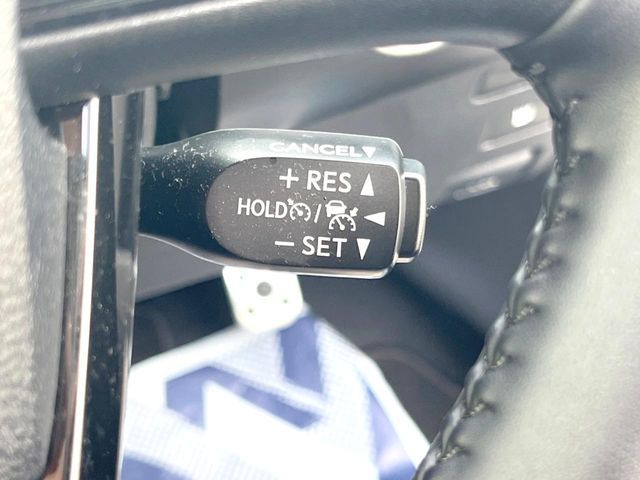 CANCEL▼
+ RES ▲
HOLD / ◀
− SET ▼